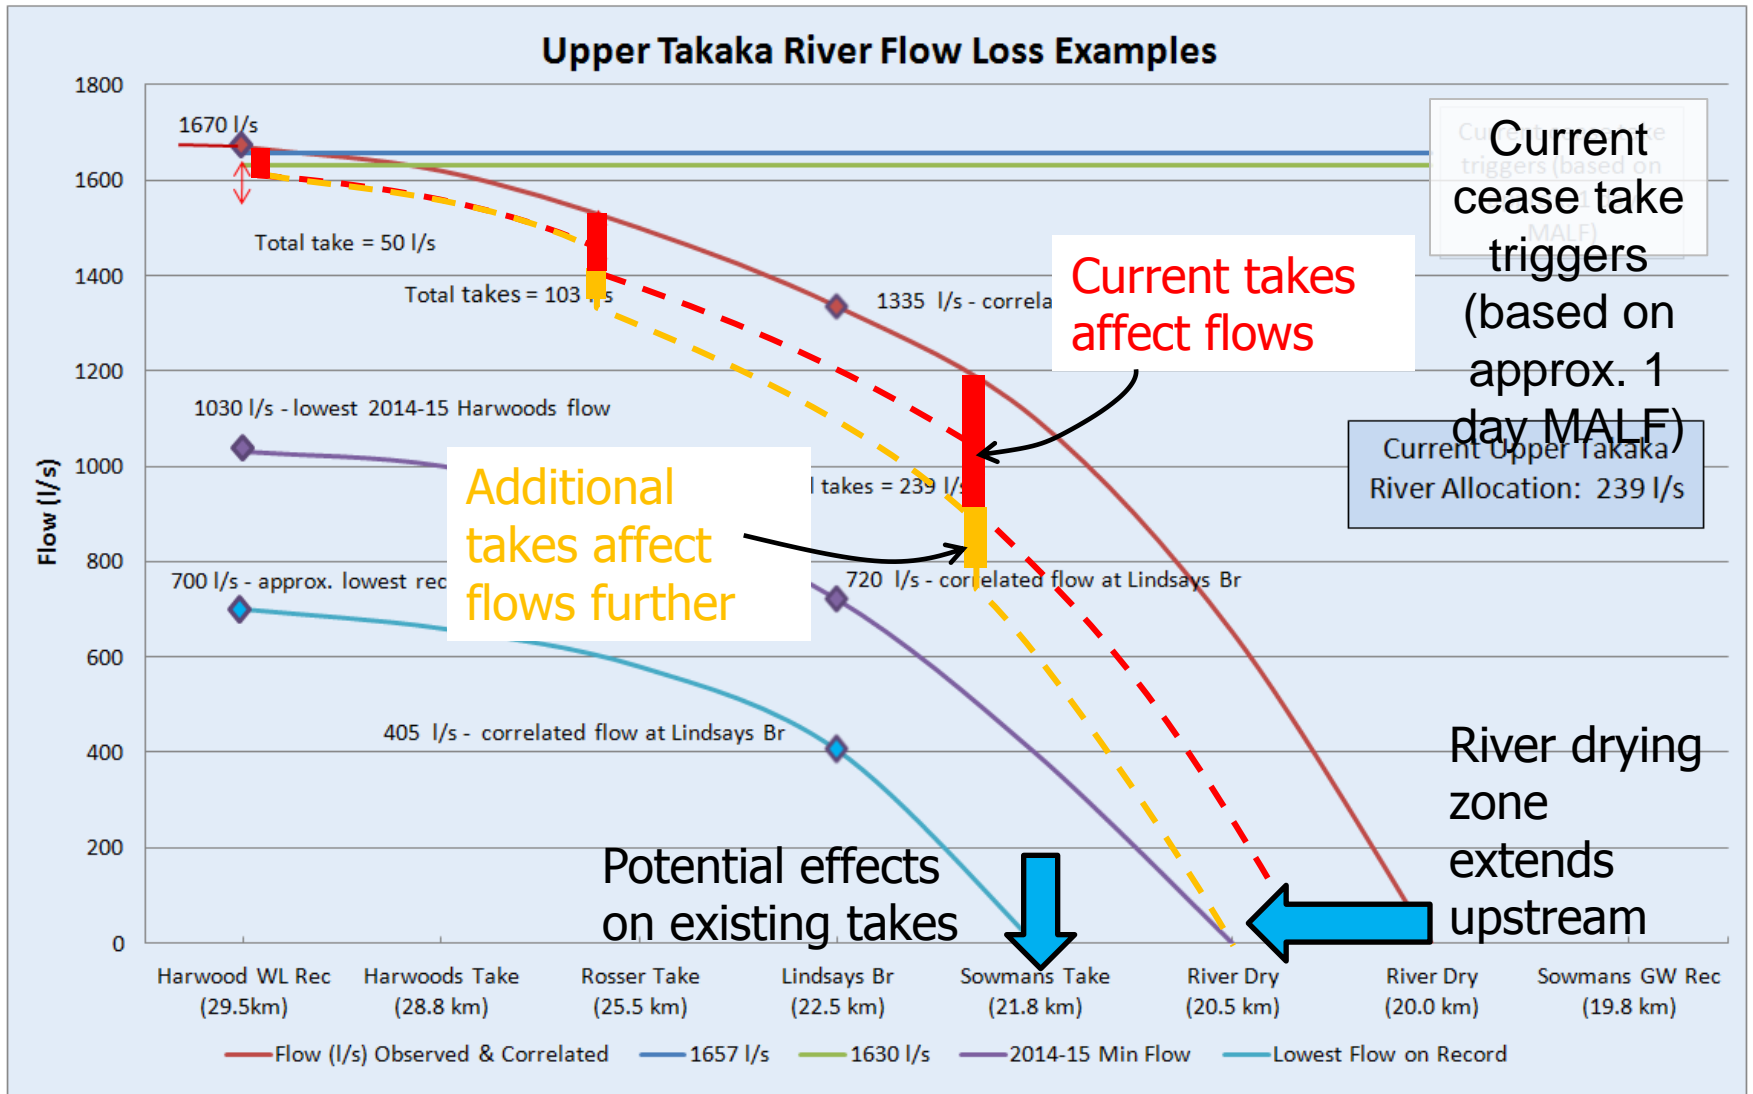 Upper Takaka River Flow Loss Examples
Flow (l/s)
1800
1600
1400
1200
1000
800
600
400
200
0
1670 l/s
Total take = 50 l/s
Total takes = 103 l/s
1335 l/s - correla
1030 l/s - lowest 2014-15 Harwoods flow
takes = 239 l/s
700 l/s - approx. lowest rec
720 l/s - correlated flow at Lindsays Br
405 l/s - correlated flow at Lindsays Br
Current takes
affect flows
Additional
takes affect
flows further
Current
cease take
triggers
(based on
approx. 1
day MALF)
Current Upper Takaka
River Allocation: 239 l/s
River drying
zone
extends
upstream
Potential effects
on existing takes
Harwood WL Rec
(29.5km)
Harwoods Take
(28.8 km)
Rosser Take
(25.5 km)
Lindsays Br
(22.5 km)
Sowmans Take
(21.8 km)
River Dry
(20.5 km)
River Dry
(20.0 km)
Sowmans GW Rec
(19.8 km)
Flow (l/s) Observed & Correlated
1657 l/s
1630 l/s
2014-15 Min Flow
Lowest Flow on Record